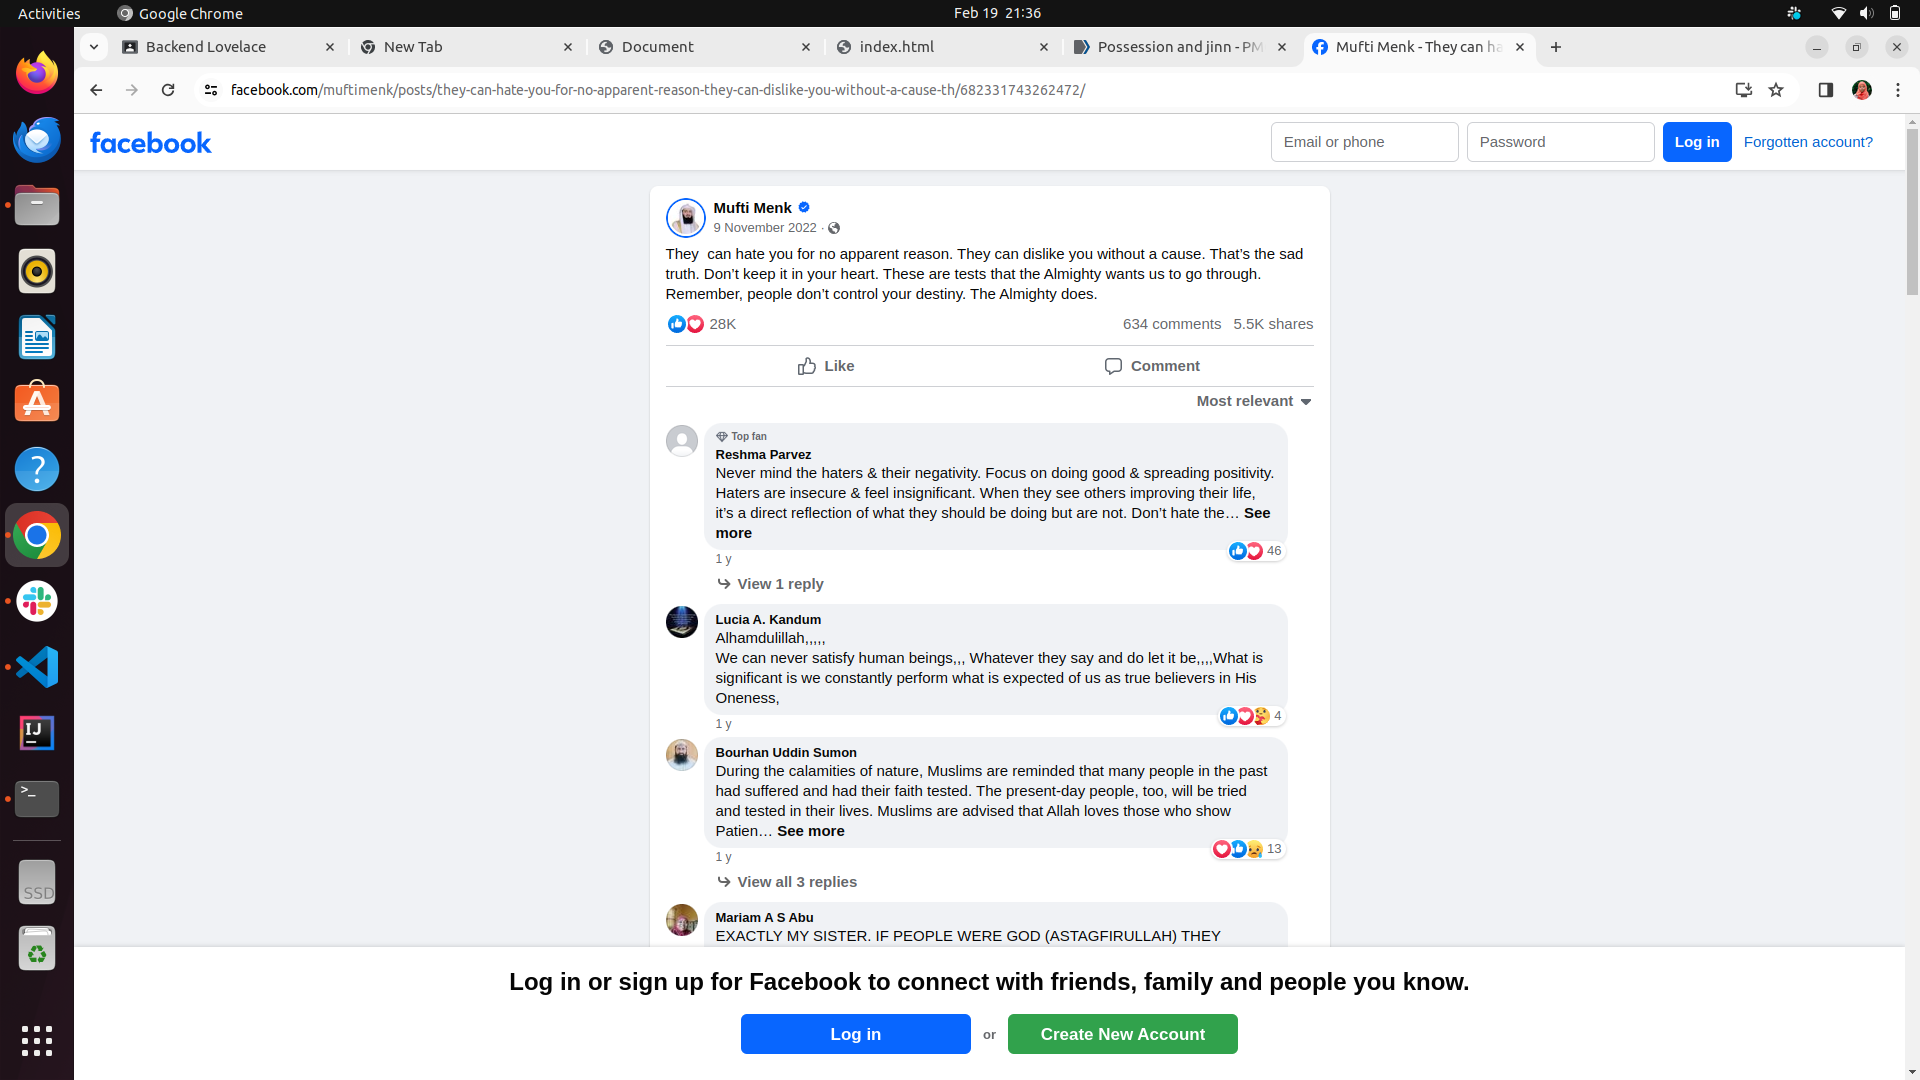 Activities
Google Chrome
Feb 19 21:36
Backend Lovelace
New Tab
Document
index.html
Possession and jinn - PM
Mufti Menk - They can ha
facebook.com/muftimenk/posts/they-can-hate-you-for-no-apparent-reason-they-can-dislike-you-without-a-cause-th/682331743262472/
facebook
Email or phone
Password
Log in
Forgotten account?
Mufti Menk
9 November 2022 ·
They  can hate you for no apparent reason. They can dislike you without a cause. That’s the sad
truth. Don’t keep it in your heart. These are tests that the Almighty wants us to go through.
Remember, people don’t control your destiny. The Almighty does.
28K
634 comments 5.5K shares
Like
Comment
Most relevant
Top fan
Reshma Parvez
Never mind the haters & their negativity. Focus on doing good & spreading positivity.
Haters are insecure & feel insignificant. When they see others improving their life,
it’s a direct reflection of what they should be doing but are not. Don’t hate the… See
more
46
1 y
View 1 reply
Lucia A. Kandum
Alhamdulillah,,,,,
We can never satisfy human beings,,, Whatever they say and do let it be,,,,What is
significant is we constantly perform what is expected of us as true believers in His
Oneness,
4
1 y
Bourhan Uddin Sumon
During the calamities of nature, Muslims are reminded that many people in the past
had suffered and had their faith tested. The present-day people, too, will be tried
and tested in their lives. Muslims are advised that Allah loves those who show
Patien… See more
13
1 y
View all 3 replies
Mariam A S Abu
EXACTLY MY SISTER. IF PEOPLE WERE GOD (ASTAGFIRULLAH) THEY
Log in or sign up for Facebook to connect with friends, family and people you know.
Log in
or
Create New Account
IJ
>_
SSD